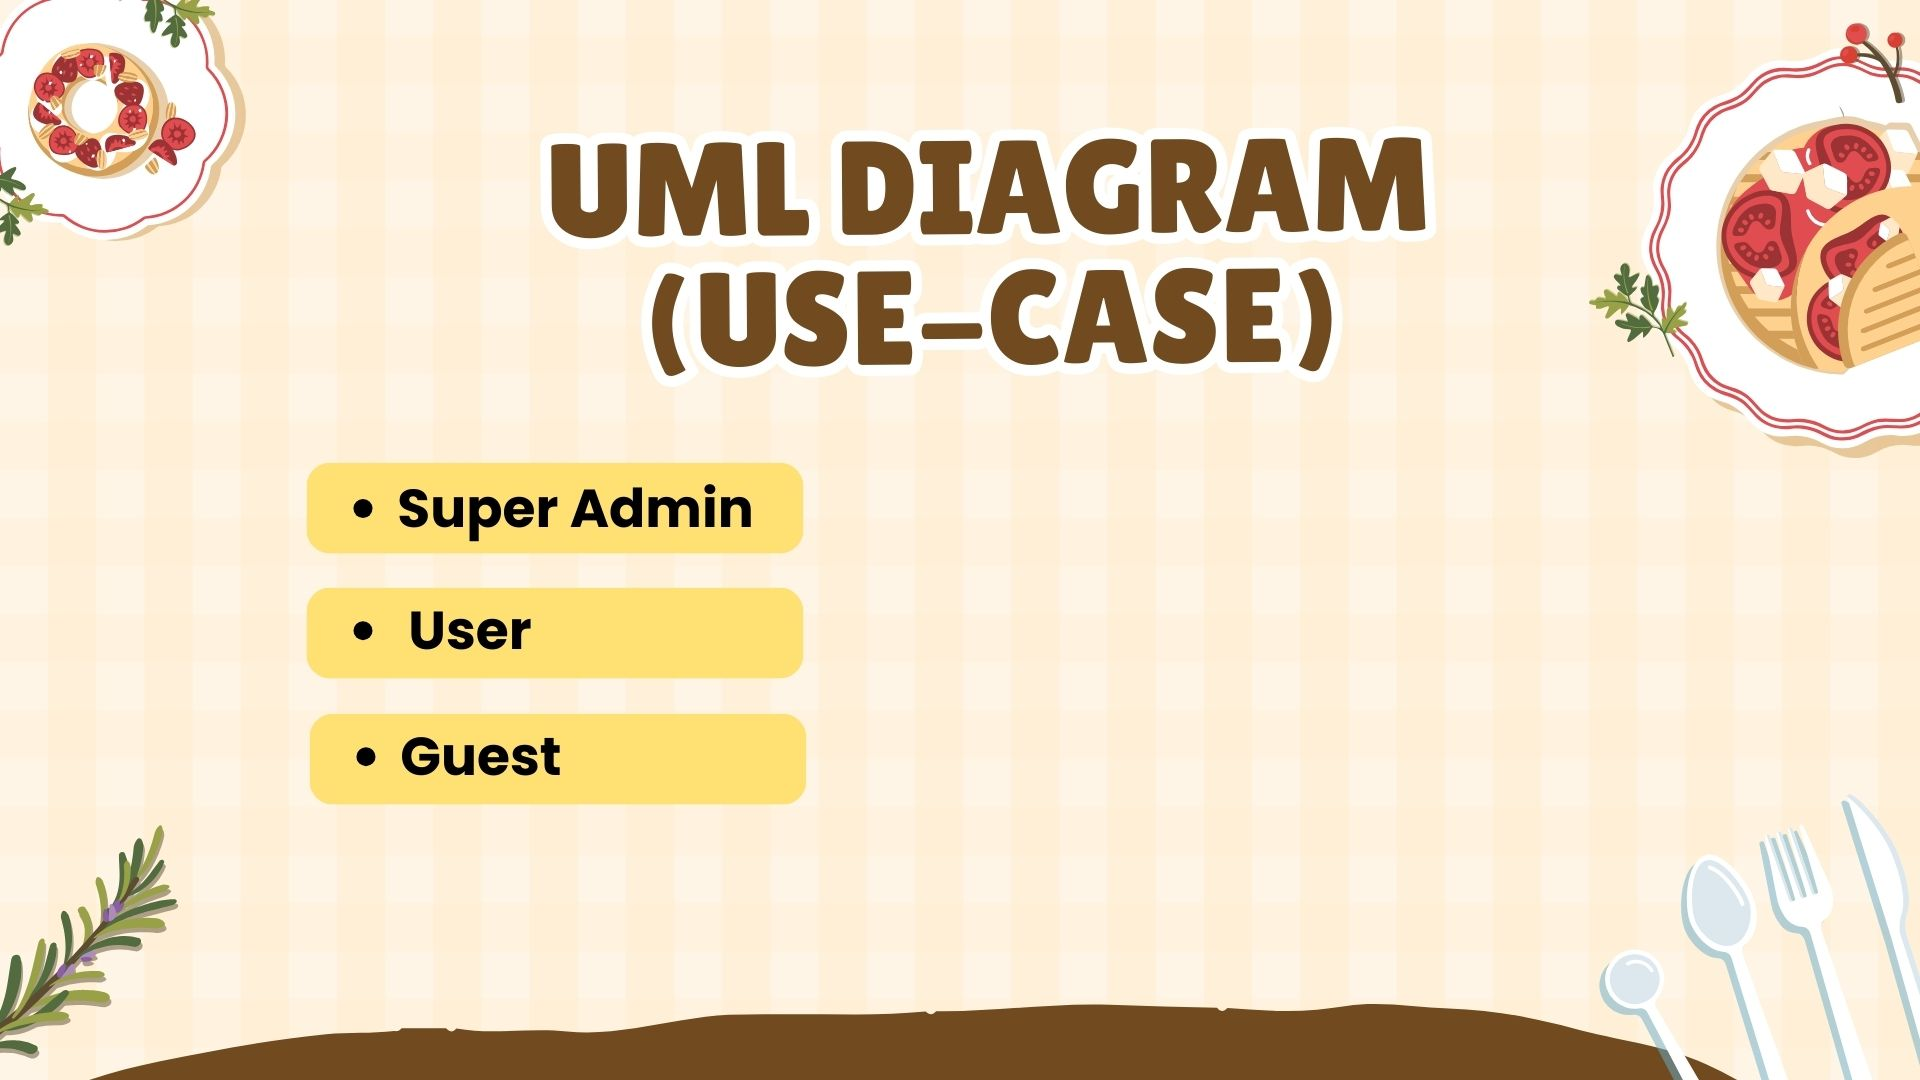 UML DIAGRAM
(USE-CASE)
• Super Admin
• User
• Guest